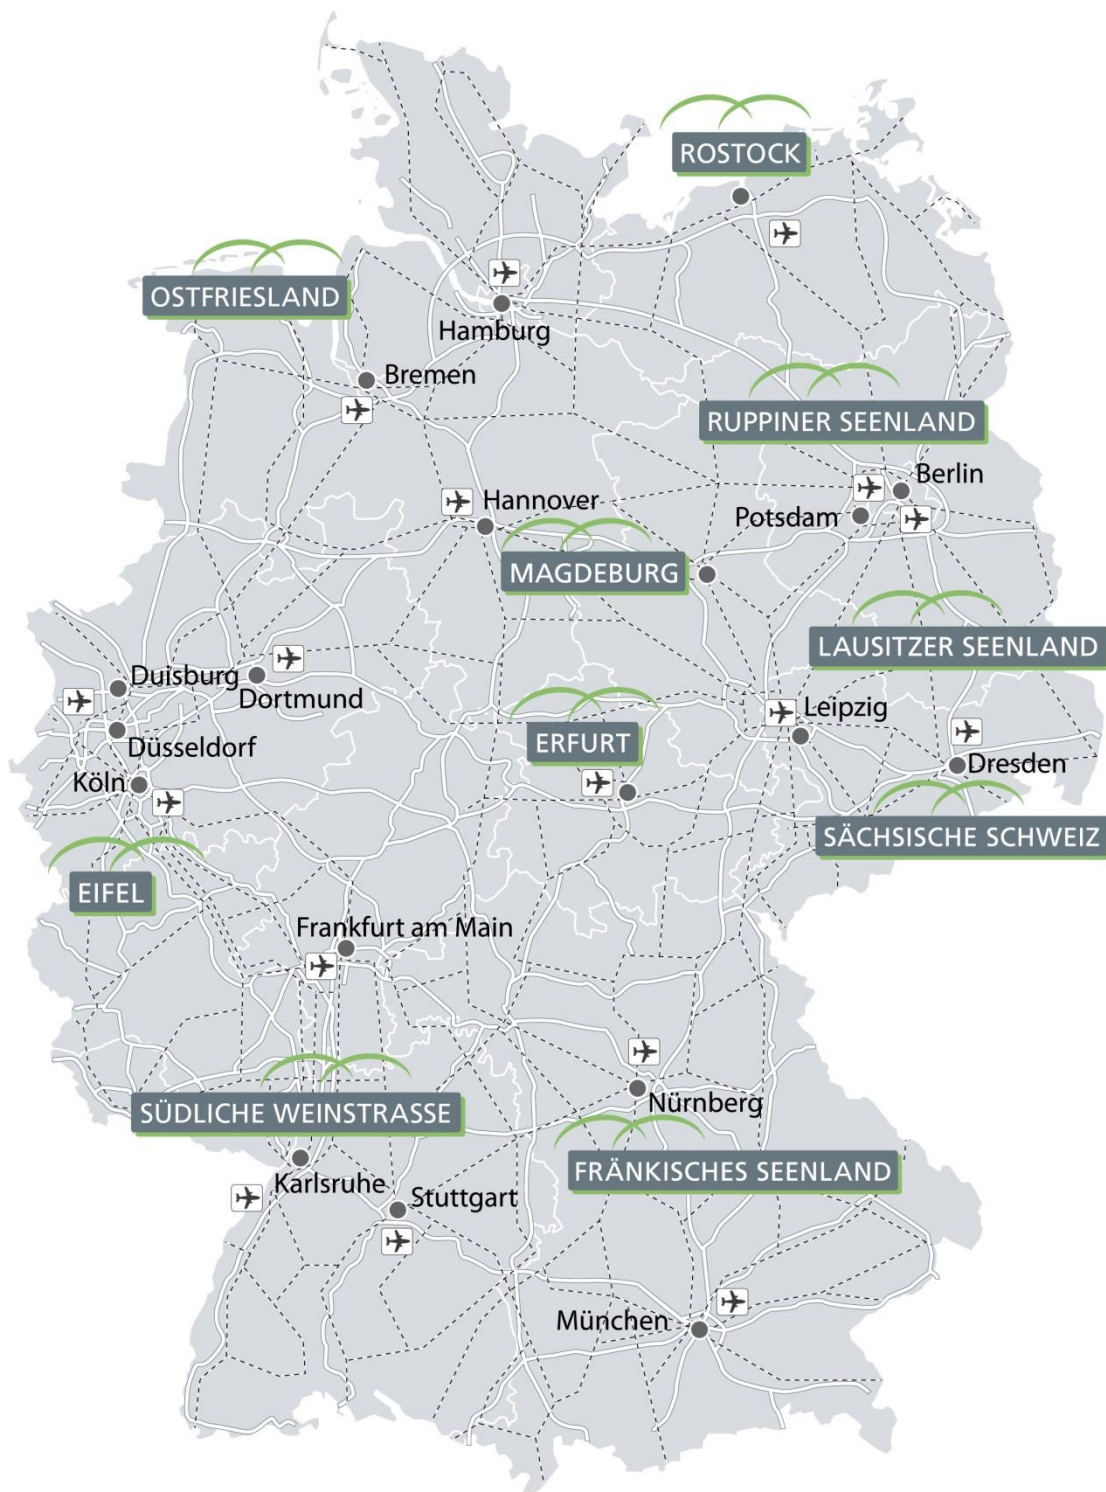 ROSTOCK
OSTFRIESLAND
Hamburg
Bremen
RUPPINER SEENLAND
Berlin
Hannover
Potsdam
MAGDEBURG
LAUSITZER SEENLAND
Duisburg
Dortmund
Leipzig
Düsseldorf
ERFURT
Dresden
Köln
SÄCHSISCHE SCHWEIZ
EIFEL
Frankfurt am Main
Nürnberg
SÜDLICHE WEINSTRASSE
FRÄNKISCHES SEENLAND
Karlsruhe
Stuttgart
München